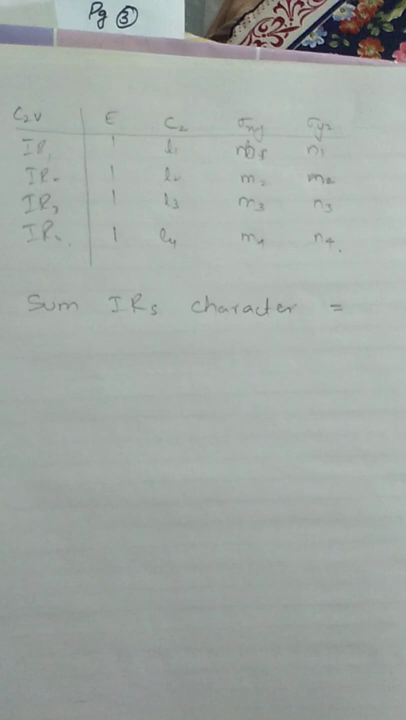 Pg ③
C2v E C2 σxy σyz
IR1 1 l1 m1 n1
IR2 1 l2 m2 n2
IR3 1 l3 m3 n3
IR4 1 l4 m4 n4.
Sum IRs character =